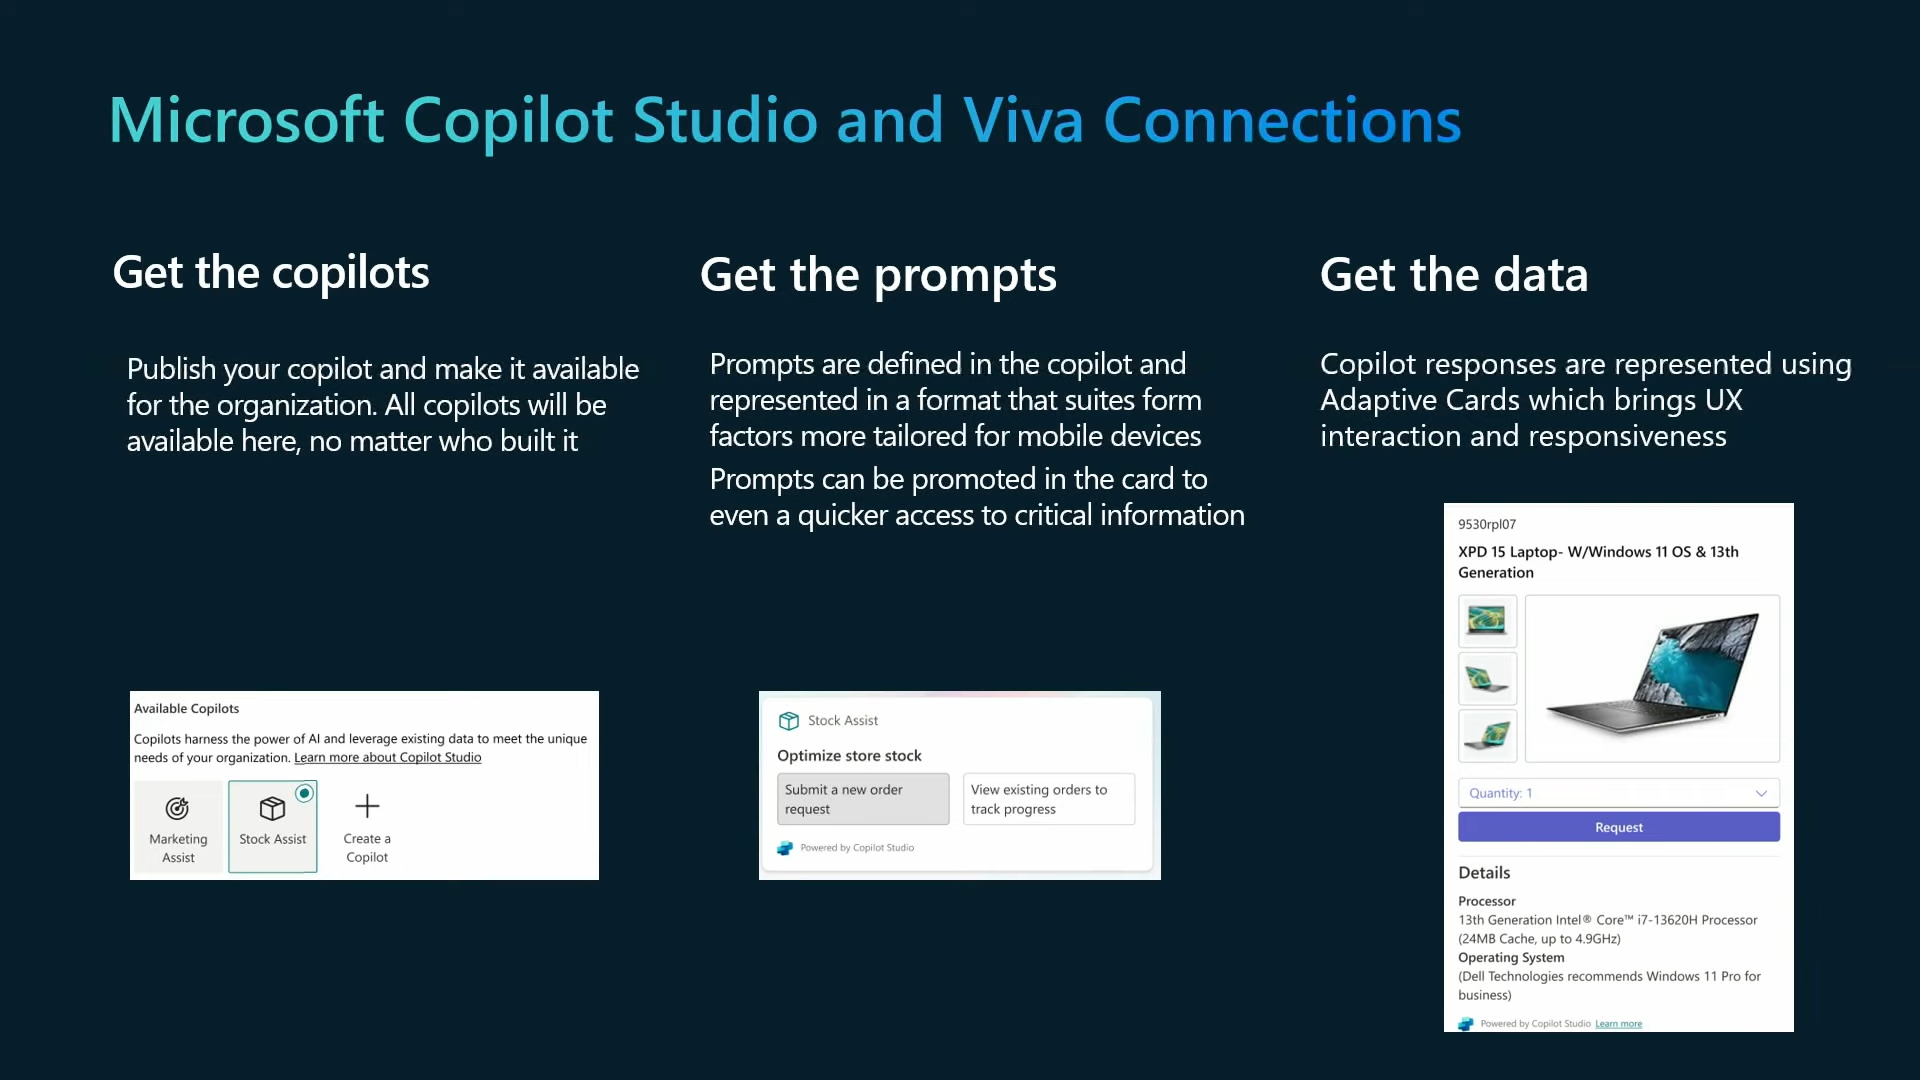 Microsoft Copilot Studio and Viva Connections
Get the copilots
Publish your copilot and make it available
for the organization. All copilots will be
available here, no matter who built it
Available Copilots
Copilots harness the power of AI and leverage existing data to meet the unique
needs of your organization. Learn more about Copilot Studio
Marketing
Assist
Stock Assist
Create a
Copilot
Get the prompts
Prompts are defined in the copilot and
represented in a format that suites form
factors more tailored for mobile devices
Prompts can be promoted in the card to
even a quicker access to critical information
Stock Assist
Optimize store stock
Submit a new order
request
View existing orders to
track progress
Powered by Copilot Studio
Get the data
Copilot responses are represented using
Adaptive Cards which brings UX
interaction and responsiveness
9530rpl07
XPD 15 Laptop- W/Windows 11 OS & 13th
Generation
Quantity: 1
Request
Details
Processor
13th Generation Intel® Core™ i7-13620H Processor
(24MB Cache, up to 4.9GHz)
Operating System
(Dell Technologies recommends Windows 11 Pro for
business)
Powered by Copilot Studio Learn more